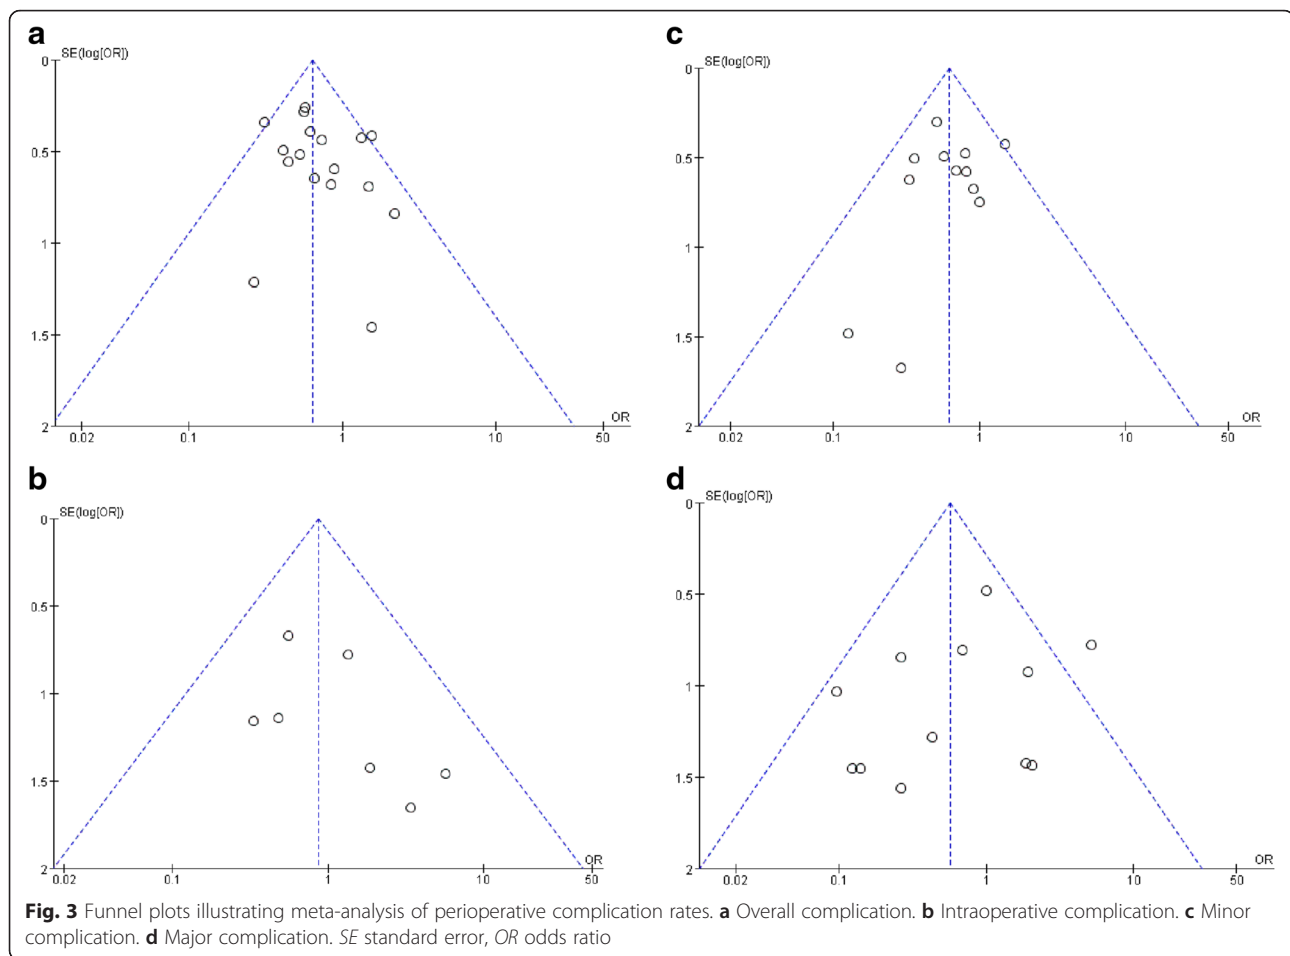 a
SE(log[OR])
0
0.5
1
1.5
2
0.02 0.1 1 10 50
OR
c
SE(log[OR])
0
0.5
1
1.5
2
0.02 0.1 1 10 50
OR
b
SE(log[OR])
0
0.5
1
1.5
2
0.02 0.1 1 10 50
OR
d
SE(log[OR])
0
0.5
1
1.5
2
0.02 0.1 1 10 50
OR
Fig. 3 Funnel plots illustrating meta-analysis of perioperative complication rates. a Overall complication. b Intraoperative complication. c Minor
complication. d Major complication. SE standard error, OR odds ratio